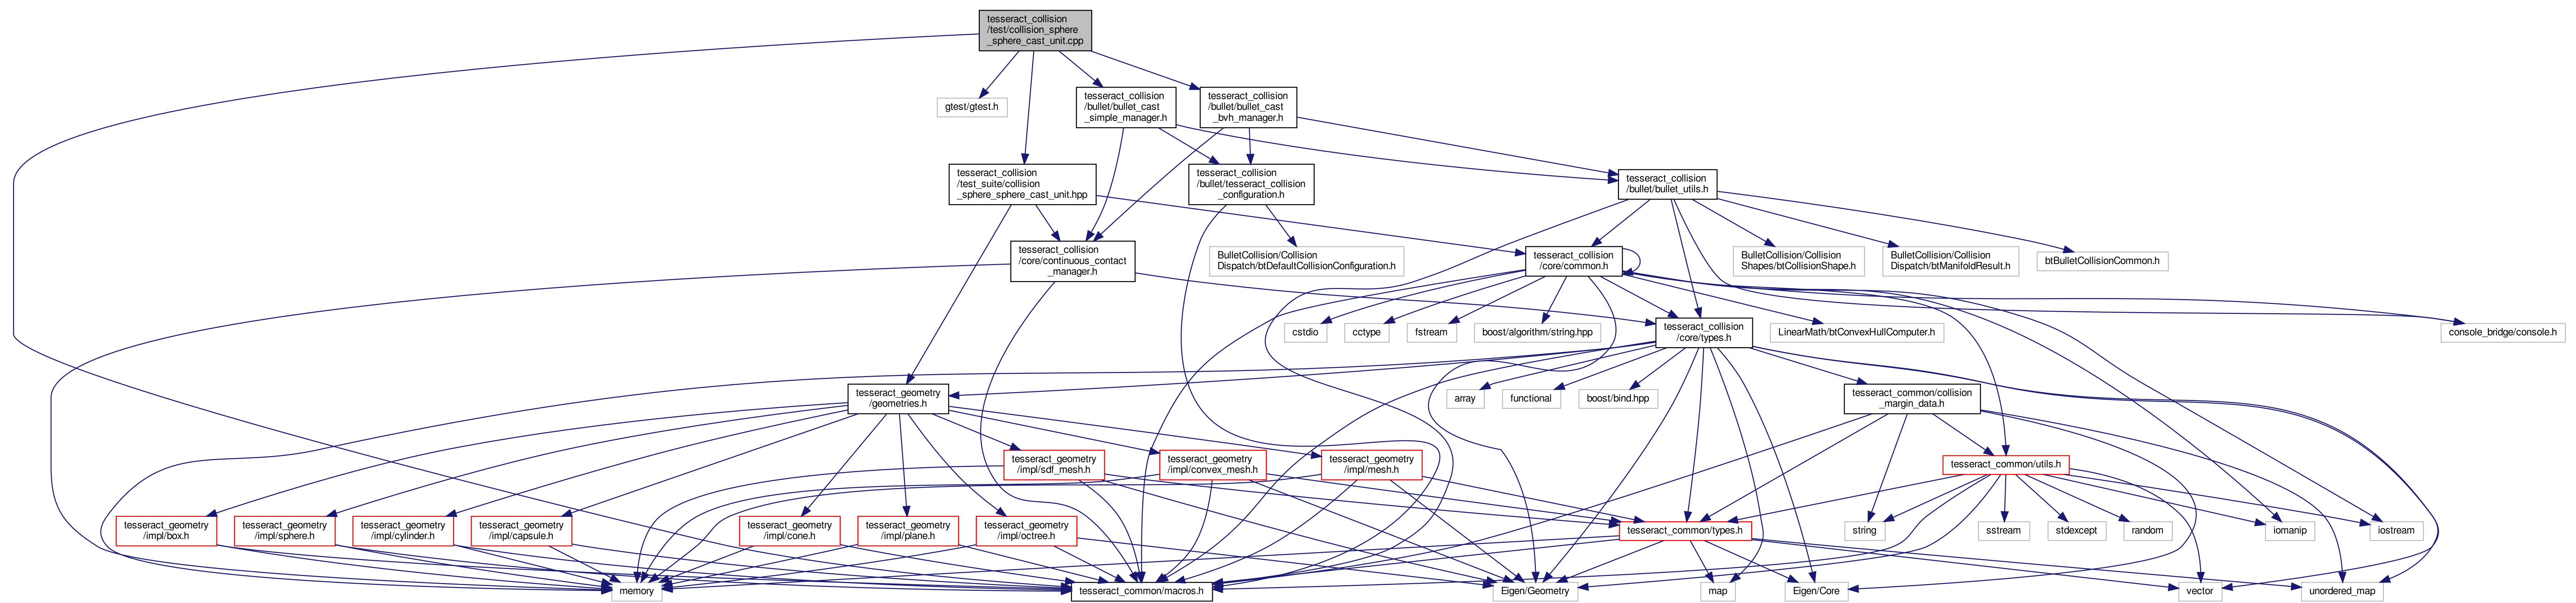 tesseract_collision
/test/collision_sphere
_sphere_cast_unit.cpp
gtest/gtest.h
tesseract_collision
/bullet/bullet_cast
_simple_manager.h
tesseract_collision
/bullet/bullet_cast
_bvh_manager.h
tesseract_collision
/test_suite/collision
_sphere_sphere_cast_unit.hpp
tesseract_collision
/bullet/tesseract_collision
_configuration.h
tesseract_collision
/bullet/bullet_utils.h
tesseract_collision
/core/continuous_contact
_manager.h
BulletCollision/Collision
Dispatch/btDefaultCollisionConfiguration.h
tesseract_collision
/core/common.h
BulletCollision/Collision
Shapes/btCollisionShape.h
BulletCollision/Collision
Dispatch/btManifoldResult.h
btBulletCollisionCommon.h
cstdio
cctype
fstream
boost/algorithm/string.hpp
tesseract_collision
/core/types.h
LinearMath/btConvexHullComputer.h
console_bridge/console.h
tesseract_geometry
/geometries.h
array
functional
boost/bind.hpp
tesseract_common/collision
_margin_data.h
tesseract_geometry
/impl/sdf_mesh.h
tesseract_geometry
/impl/convex_mesh.h
tesseract_geometry
/impl/mesh.h
tesseract_common/utils.h
tesseract_geometry
/impl/box.h
tesseract_geometry
/impl/sphere.h
tesseract_geometry
/impl/cylinder.h
tesseract_geometry
/impl/capsule.h
tesseract_geometry
/impl/cone.h
tesseract_geometry
/impl/plane.h
tesseract_geometry
/impl/octree.h
tesseract_common/types.h
string
sstream
stdexcept
random
iomanip
iostream
memory
tesseract_common/macros.h
Eigen/Geometry
map
Eigen/Core
vector
unordered_map